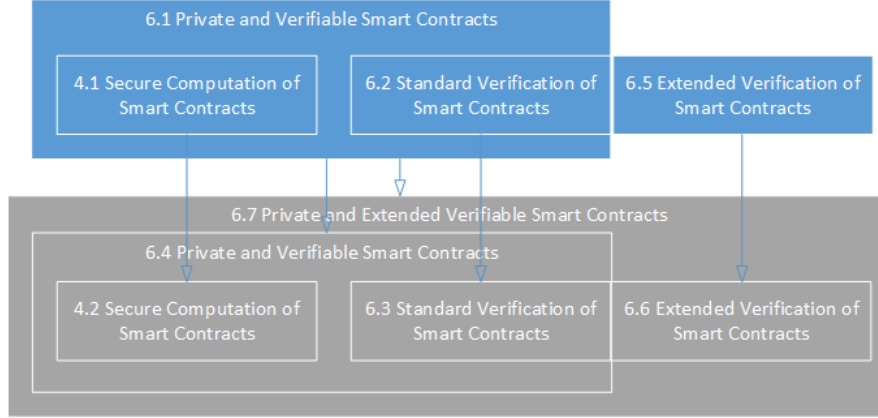 6.1 Private and Verifiable Smart Contracts
4.1 Secure Computation of
Smart Contracts
6.2 Standard Verification of
Smart Contracts
6.5 Extended Verification of
Smart Contracts
6.7 Private and Extended Verifiable Smart Contracts
6.4 Private and Verifiable Smart Contracts
4.2 Secure Computation of
Smart Contracts
6.3 Standard Verification of
Smart Contracts
6.6 Extended Verification of
Smart Contracts